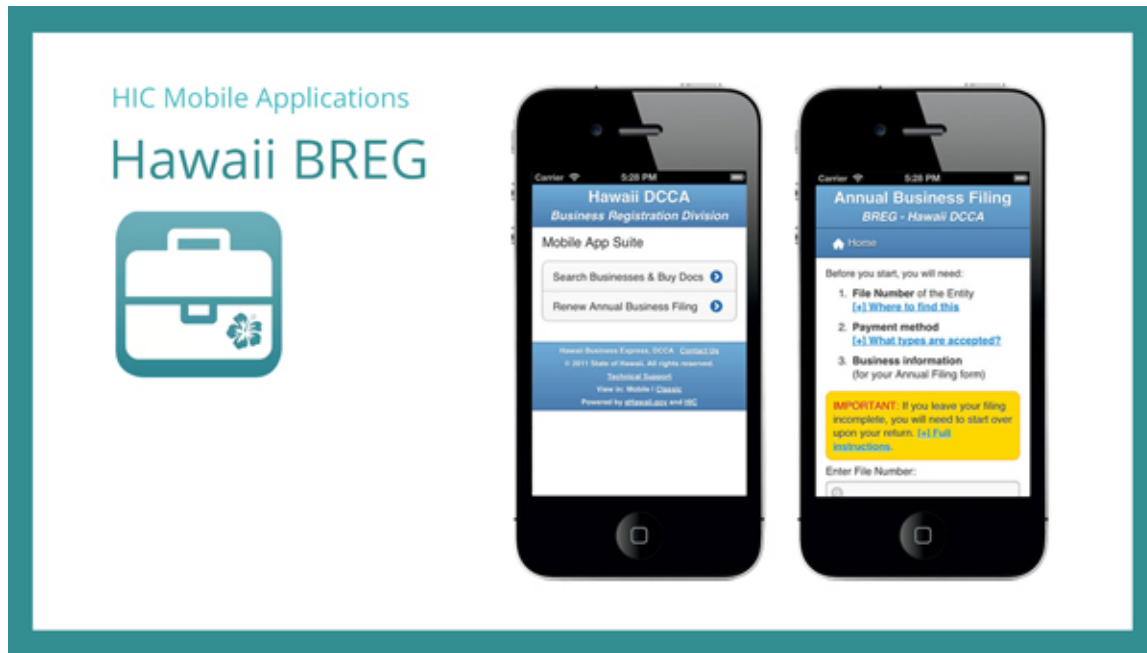 HIC Mobile Applications
Hawaii BREG
Carrier 5:28 PM
Hawaii DCCA
Business Registration Division
Mobile App Suite
Search Businesses & Buy Docs
Renew Annual Business Filing
Hawaii Business Express, DCCA Contact Us
© 2011 State of Hawaii. All rights reserved.
Technical Support
View in: Mobile | Classic
Powered by eHawaii.gov and HIC
Carrier 5:28 PM
Annual Business Filing
BREG - Hawaii DCCA
Home
Before you start, you will need:
1. File Number of the Entity
[+] Where to find this
2. Payment method
[+] What types are accepted?
3. Business information
(for your Annual Filing form)
IMPORTANT: If you leave your filing
incomplete, you will need to start over
upon your return. [+] Full
instructions.
Enter File Number: